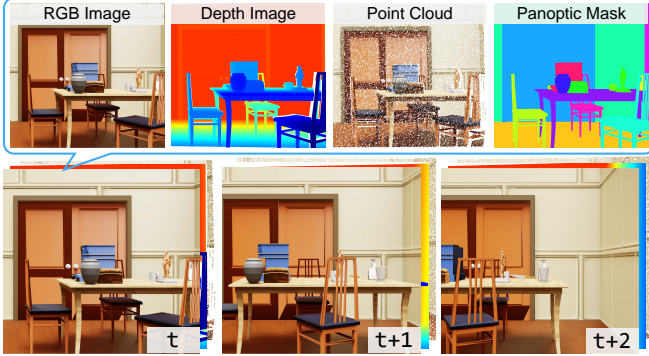 RGB Image
Depth Image
Point Cloud
Panoptic Mask
t
t+1
t+2